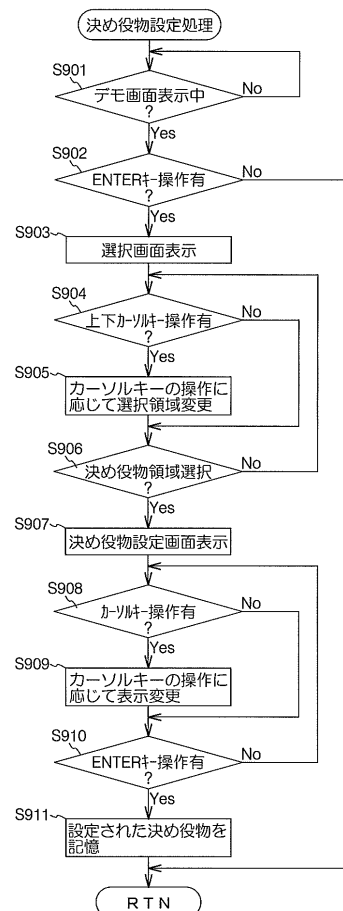 決め役物設定処理
S901
デモ画面表示中
?
No
Yes
S902
ENTERキー操作有
?
No
Yes
S903
選択画面表示
S904
上下カーソルキー操作有
?
No
Yes
S905
カーソルキーの操作に
応じて選択領域変更
S906
決め役物領域選択
?
No
Yes
S907
決め役物設定画面表示
S908
カーソルキー操作有
?
No
Yes
S909
カーソルキーの操作に
応じて表示変更
S910
ENTERキー操作有
?
No
Yes
S911
設定された決め役物を
記憶
RTN